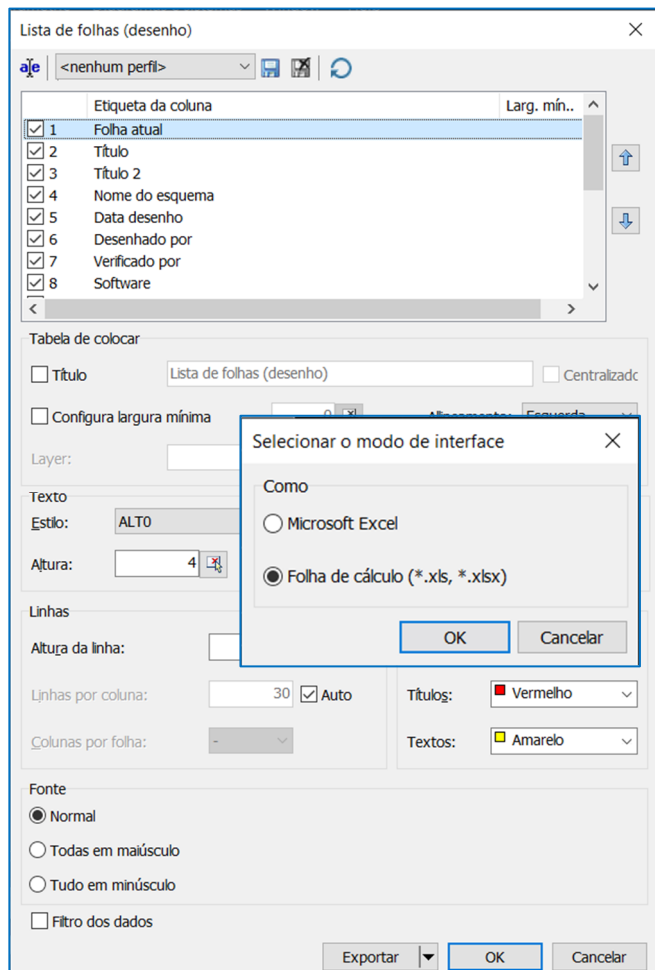 Lista de folhas (desenho)
<nenhum perfil>
Etiqueta da coluna Larg. mín..
1 Folha atual
2 Título
3 Título 2
4 Nome do esquema
5 Data desenho
6 Desenhado por
7 Verificado por
8 Software
Tabela de colocar
Título Lista de folhas (desenho) Centralizadc
Configura largura mínima
Layer:
Selecionar o modo de interface
Como
Microsoft Excel
Folha de cálculo (*.xls, *.xlsx)
OK Cancelar
Texto
Estilo: ALT0
Altura: 4
Linhas
Altura da linha:
Linhas por coluna: 30 Auto
Colunas por folha: -
Títulos: Vermelho
Textos: Amarelo
Fonte
Normal
Todas em maiúsculo
Tudo em minúsculo
Filtro dos dados
Exportar OK Cancelar